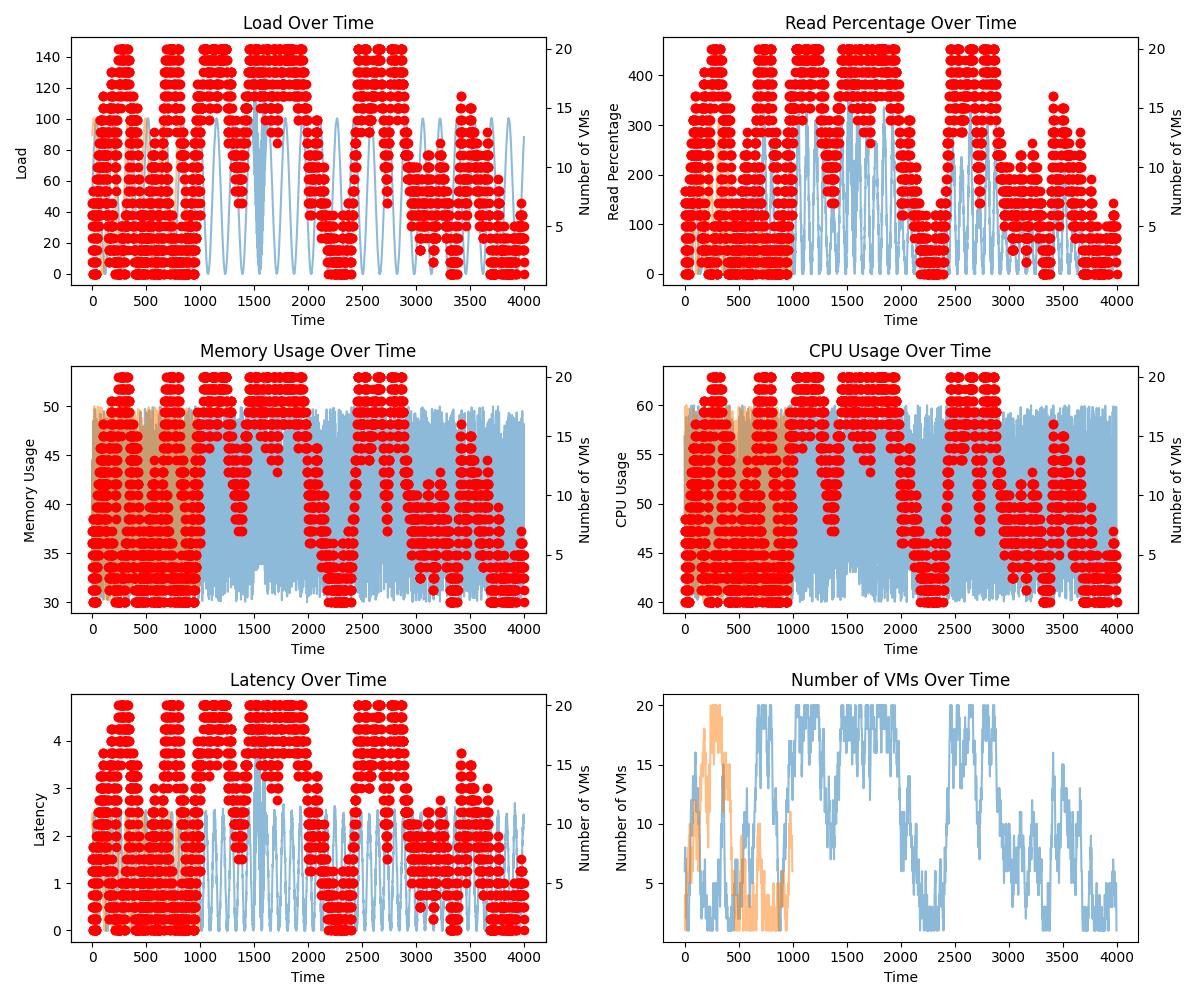 Load Over Time
Load
0
20
40
60
80
100
120
140
0 500 1000 1500 2000 2500 3000 3500 4000
Time
5
10
15
20
Number of VMs
Read Percentage Over Time
Read Percentage
0
100
200
300
400
0 500 1000 1500 2000 2500 3000 3500 4000
Time
5
10
15
20
Number of VMs
Memory Usage Over Time
Memory Usage
30
35
40
45
50
0 500 1000 1500 2000 2500 3000 3500 4000
Time
5
10
15
20
Number of VMs
CPU Usage Over Time
CPU Usage
40
45
50
55
60
0 500 1000 1500 2000 2500 3000 3500 4000
Time
5
10
15
20
Number of VMs
Latency Over Time
Latency
0
1
2
3
4
0 500 1000 1500 2000 2500 3000 3500 4000
Time
5
10
15
20
Number of VMs
Number of VMs Over Time
Number of VMs
5
10
15
20
0 500 1000 1500 2000 2500 3000 3500 4000
Time